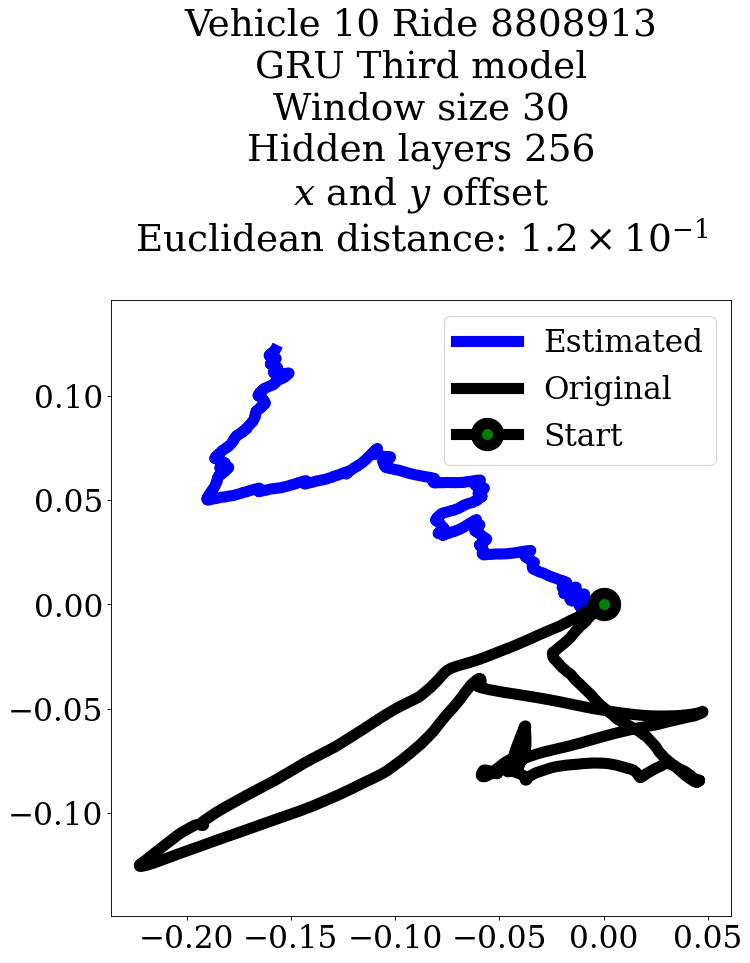 Vehicle 10 Ride 8808913
GRU Third model
Window size 30
Hidden layers 256
x and y offset
Euclidean distance: 1.2 × 10⁻¹
Estimated
Original
Start
0.10
0.05
0.00
−0.05
−0.10
−0.20 −0.15 −0.10 −0.05 0.00 0.05